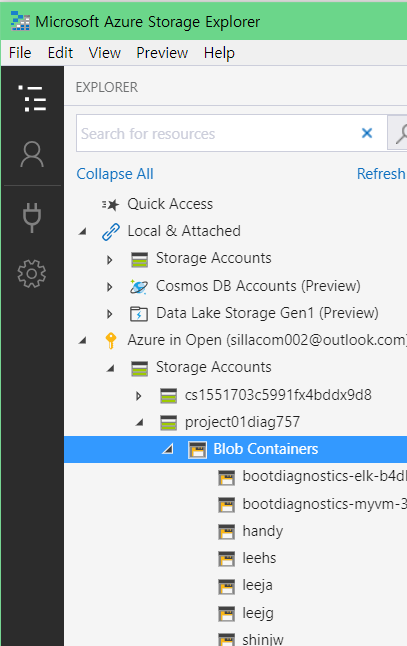 Microsoft Azure Storage Explorer
File Edit View Preview Help
EXPLORER
Search for resources
Collapse All Refresh
Quick Access
Local & Attached
Storage Accounts
Cosmos DB Accounts (Preview)
Data Lake Storage Gen1 (Preview)
Azure in Open (sillacom002@outlook.com)
Storage Accounts
cs1551703c5991fx4bddx9d8
project01diag757
Blob Containers
bootdiagnostics-elk-b4dl
bootdiagnostics-myvm-3
handy
leehs
leeja
leejg
shinjw